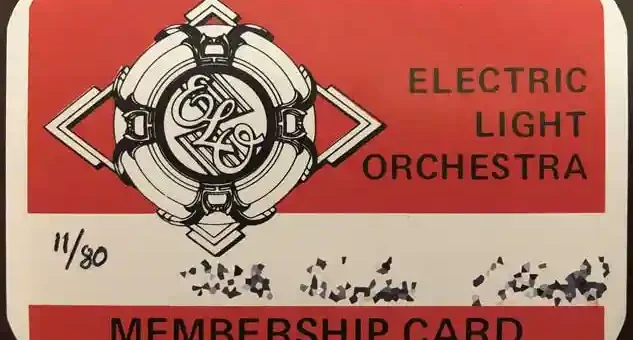 ELO
ELECTRIC
LIGHT
ORCHESTRA
11/80
MEMBERSHIP CARD